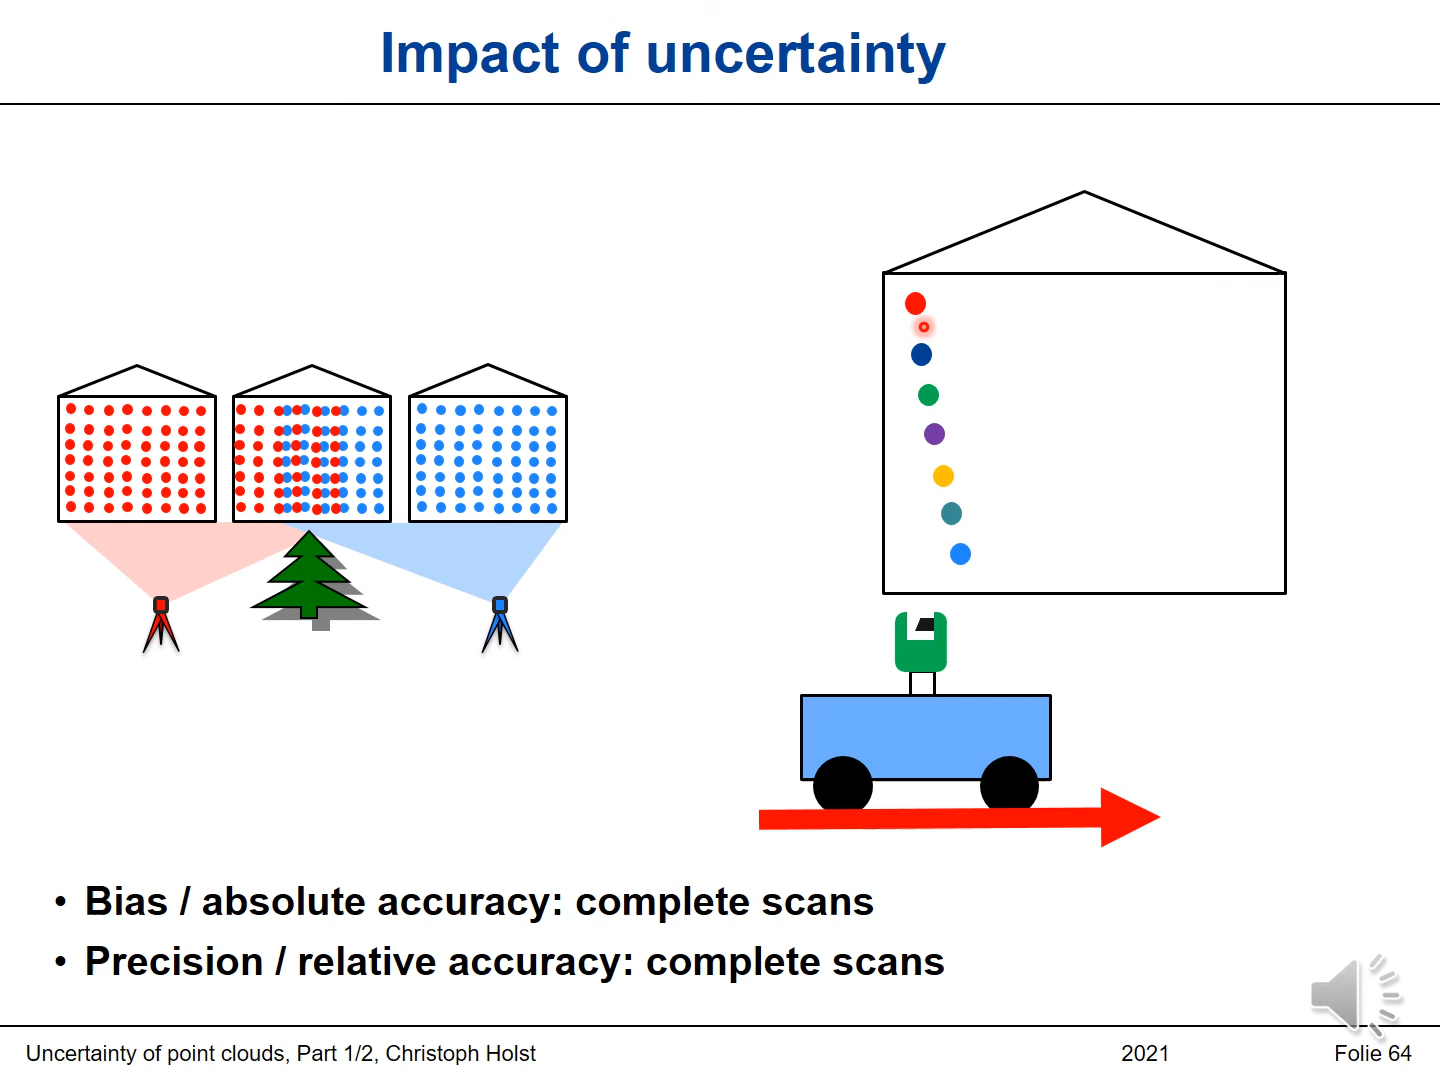 Impact of uncertainty
• Bias / absolute accuracy: complete scans
• Precision / relative accuracy: complete scans
Uncertainty of point clouds, Part 1/2, Christoph Holst
2021
Folie 64